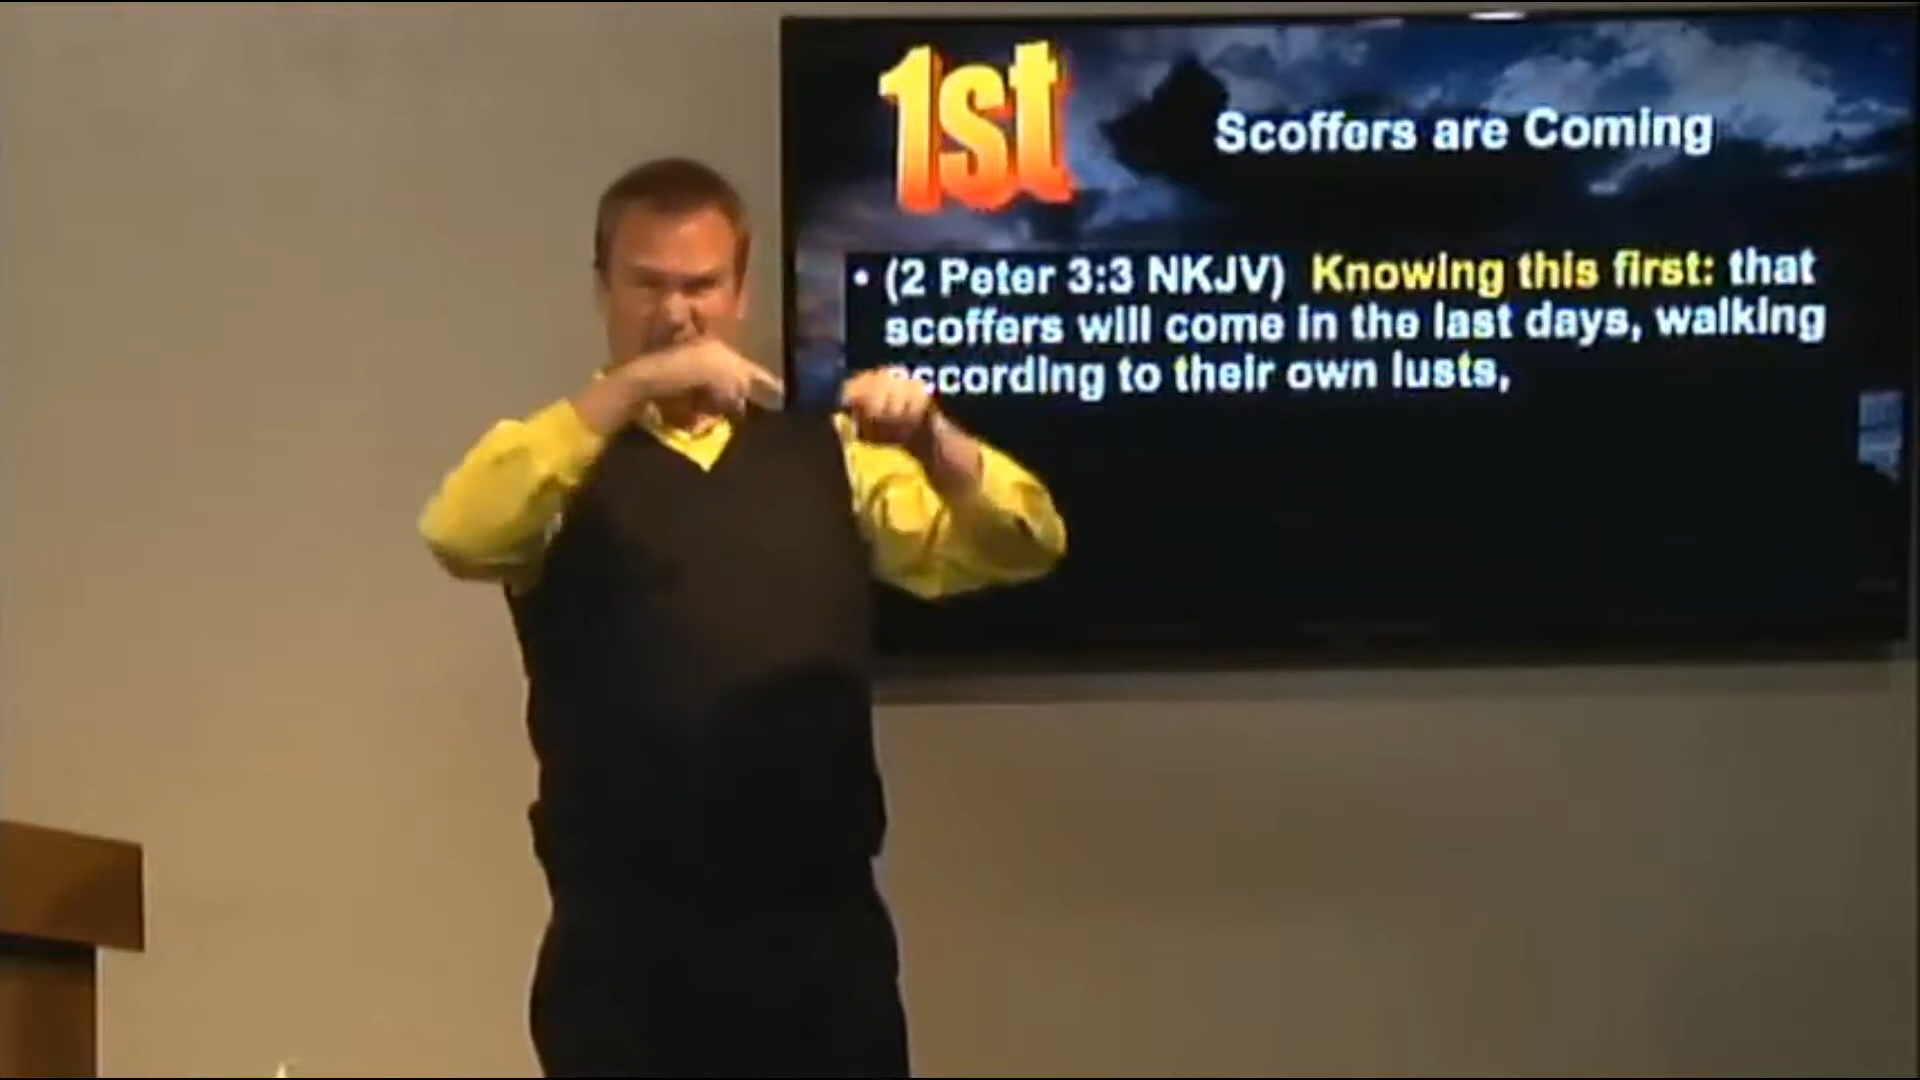 1st
Scoffers are Coming
• (2 Peter 3:3 NKJV) Knowing this first: that
scoffers will come in the last days, walking
according to their own lusts,